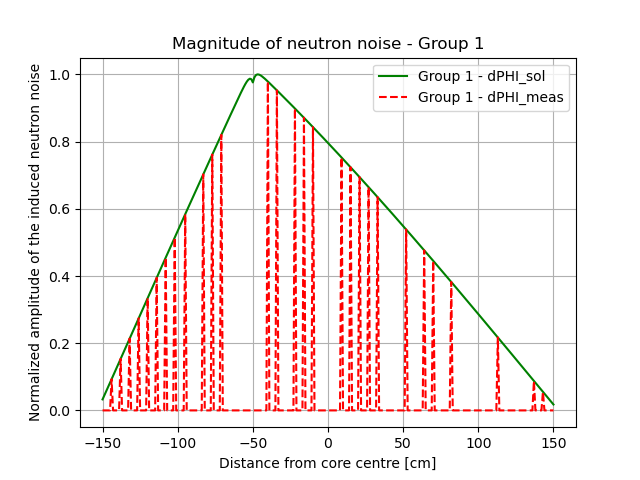 Magnitude of neutron noise - Group 1
Normalized amplitude of the induced neutron noise
1.0
0.8
0.6
0.4
0.2
0.0
Group 1 - dPHI_sol
Group 1 - dPHI_meas
−150 −100 −50 0 50 100 150
Distance from core centre [cm]